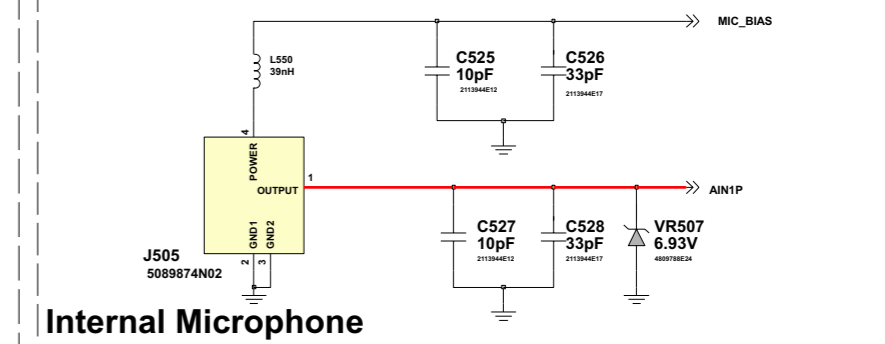 MIC_BIAS
L550
39nH
C525
10pF
2113944E12
C526
33pF
2113944E17
4
POWER
OUTPUT
1
AIN1P
GND1
GND2
2
3
J505
5089874N02
C527
10pF
2113944E12
C528
33pF
2113944E17
VR507
6.93V
4809788E24
Internal Microphone